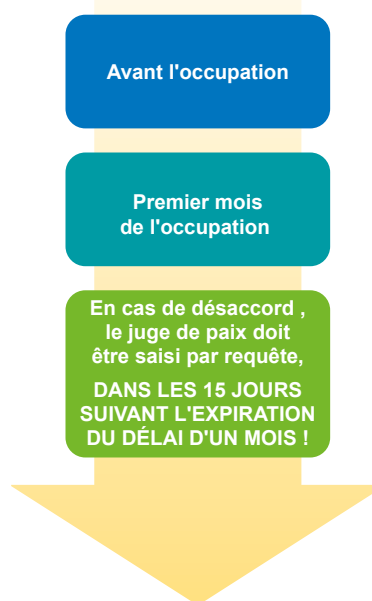 Avant l'occupation
Premier mois
de l'occupation
En cas de désaccord ,
le juge de paix doit
être saisi par requête,
DANS LES 15 JOURS
SUIVANT L'EXPIRATION
DU DÉLAI D'UN MOIS !